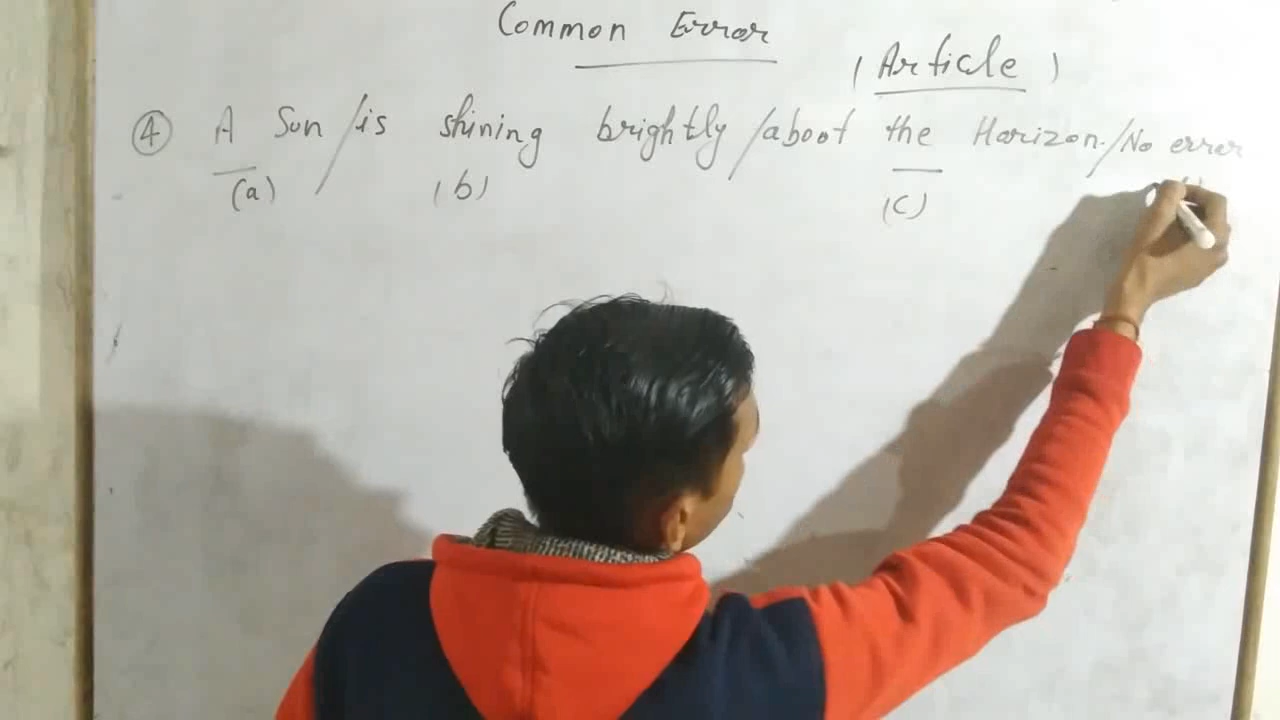 Common Error
(Article)
④ A Sun / is shining brightly / aboot the Horizon. / No error
(a) (b) (c)